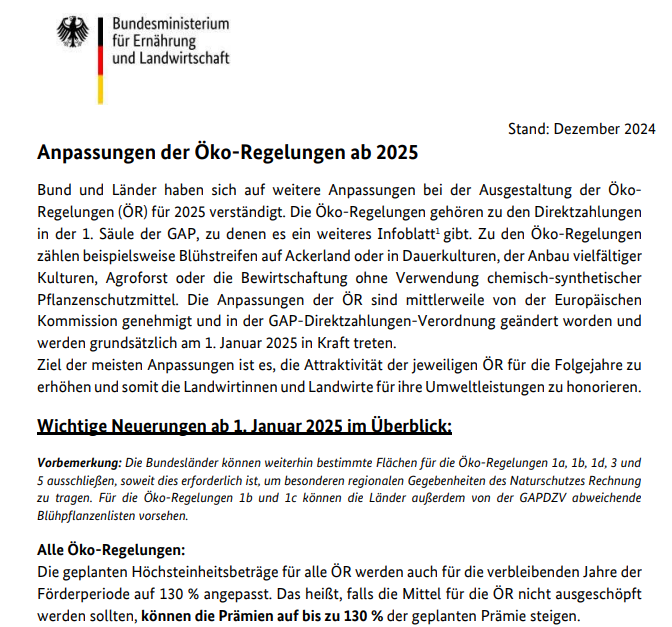 Bundesministerium
für Ernährung
und Landwirtschaft
Stand: Dezember 2024
Anpassungen der Öko-Regelungen ab 2025
Bund und Länder haben sich auf weitere Anpassungen bei der Ausgestaltung der Öko-
Regelungen (ÖR) für 2025 verständigt. Die Öko-Regelungen gehören zu den Direktzahlungen
in der 1. Säule der GAP, zu denen es ein weiteres Infoblatt¹ gibt. Zu den Öko-Regelungen
zählen beispielsweise Blühstreifen auf Ackerland oder in Dauerkulturen, der Anbau vielfältiger
Kulturen, Agroforst oder die Bewirtschaftung ohne Verwendung chemisch-synthetischer
Pflanzenschutzmittel. Die Anpassungen der ÖR sind mittlerweile von der Europäischen
Kommission genehmigt und in der GAP-Direktzahlungen-Verordnung geändert worden und
werden grundsätzlich am 1. Januar 2025 in Kraft treten.
Ziel der meisten Anpassungen ist es, die Attraktivität der jeweiligen ÖR für die Folgejahre zu
erhöhen und somit die Landwirtinnen und Landwirte für ihre Umweltleistungen zu honorieren.
Wichtige Neuerungen ab 1. Januar 2025 im Überblick:
Vorbemerkung: Die Bundesländer können weiterhin bestimmte Flächen für die Öko-Regelungen 1a, 1b, 1d, 3 und
5 ausschließen, soweit dies erforderlich ist, um besonderen regionalen Gegebenheiten des Naturschutzes Rechnung
zu tragen. Für die Öko-Regelungen 1b und 1c können die Länder außerdem von der GAPDZV abweichende
Blühpflanzenlisten vorsehen.
Alle Öko-Regelungen:
Die geplanten Höchsteinheitsbeträge für alle ÖR werden auch für die verbleibenden Jahre der
Förderperiode auf 130 % angepasst. Das heißt, falls die Mittel für die ÖR nicht ausgeschöpft
werden sollten, können die Prämien auf bis zu 130 % der geplanten Prämie steigen.